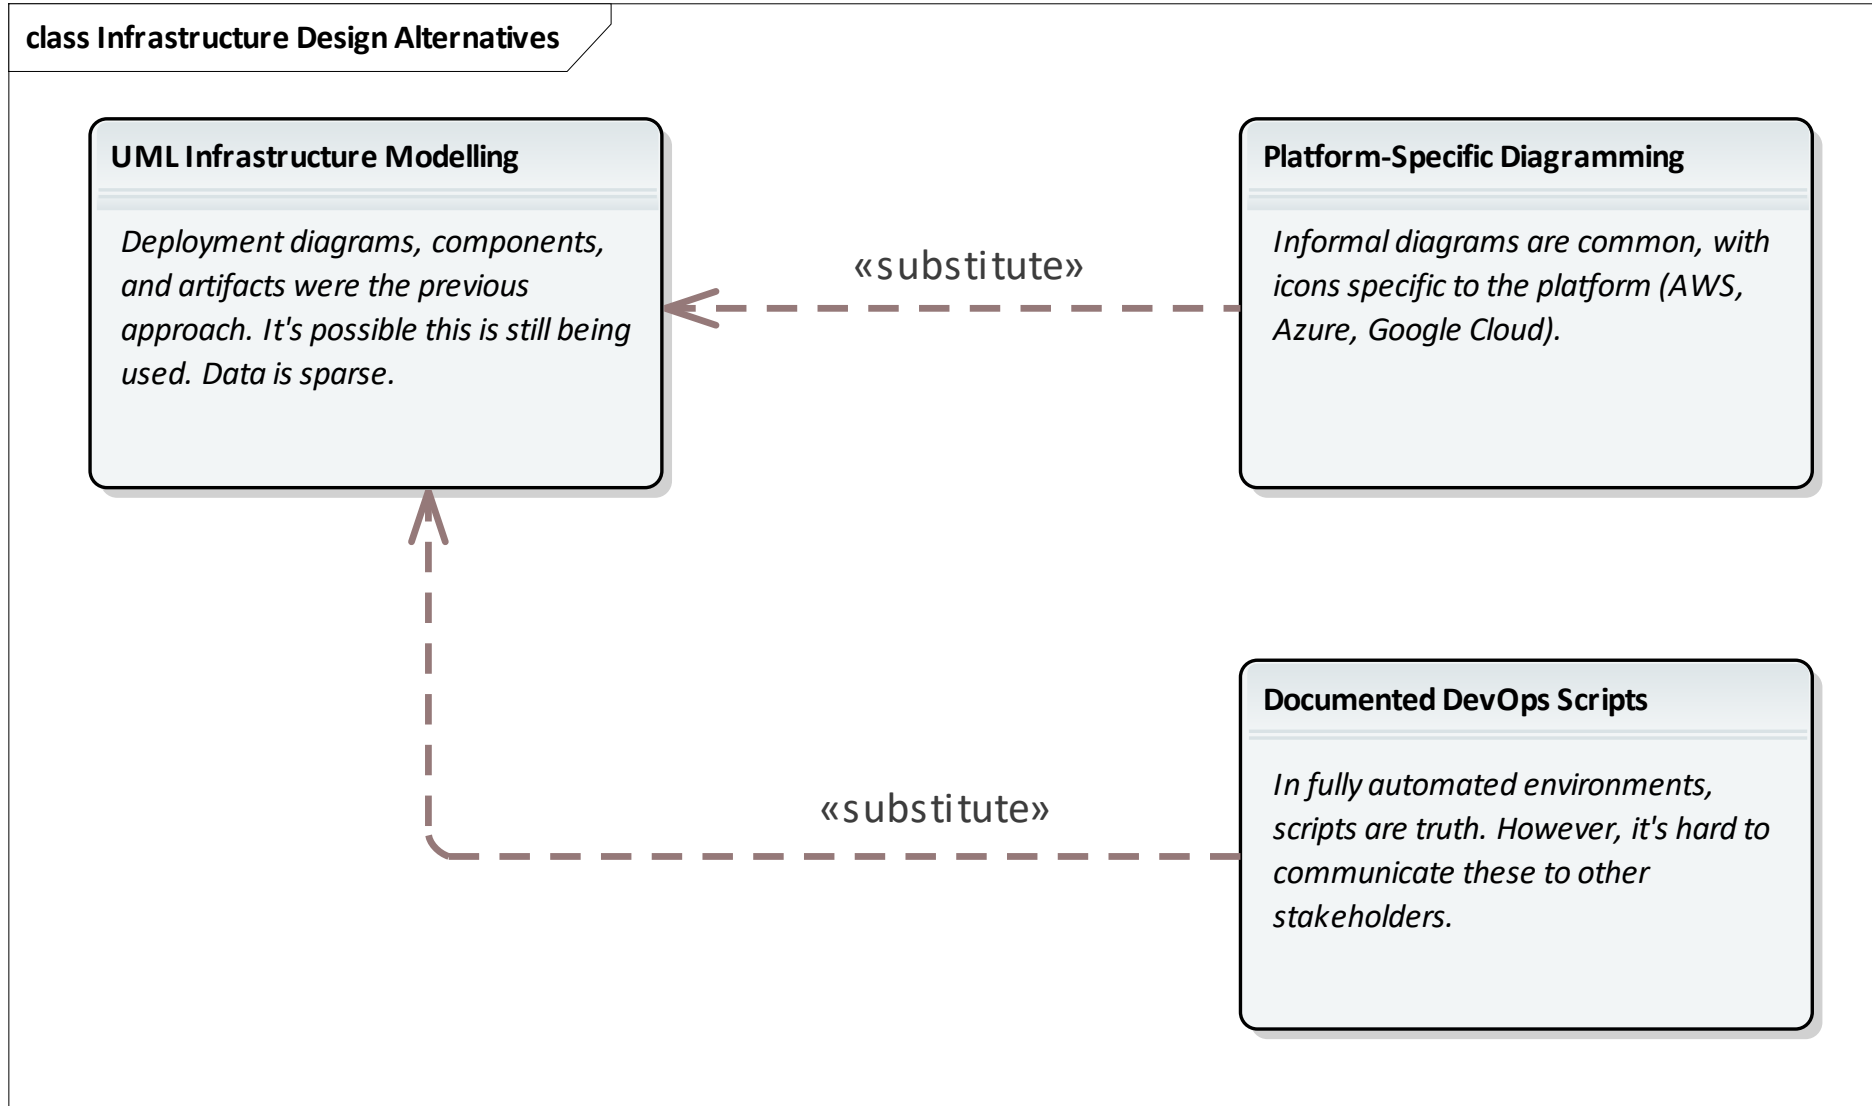 class Infrastructure Design Alternatives
UML Infrastructure Modelling
Deployment diagrams, components,
and artifacts were the previous
approach. It's possible this is still being
used. Data is sparse.
«substitute»
Platform-Specific Diagramming
Informal diagrams are common, with
icons specific to the platform (AWS,
Azure, Google Cloud).
«substitute»
Documented DevOps Scripts
In fully automated environments,
scripts are truth. However, it's hard to
communicate these to other
stakeholders.